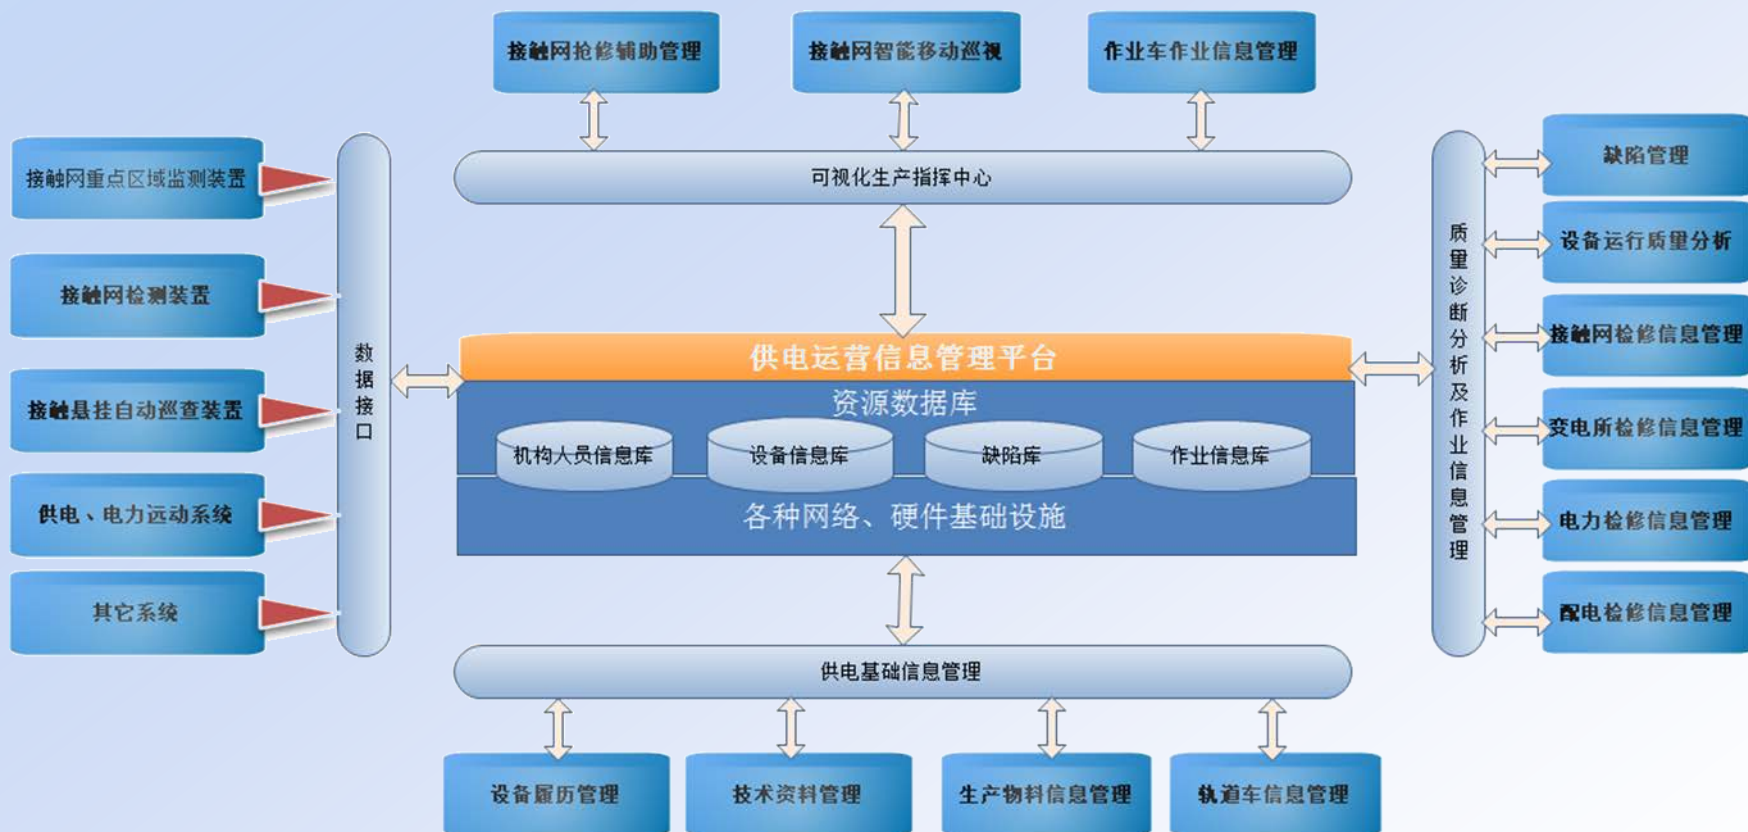 接触网抢修辅助管理
接触网智能移动巡视
作业车作业信息管理
可视化生产指挥中心
接触网重点区域监测装置
接触网检测装置
接触悬挂自动巡查装置
供电、电力远动系统
其它系统
数据接口
供电运营信息管理平台
资源数据库
机构人员信息库
设备信息库
缺陷库
作业信息库
各种网络、硬件基础设施
质量诊断分析及作业信息管理
缺陷管理
设备运行质量分析
接触网检修信息管理
变电所检修信息管理
电力检修信息管理
配电检修信息管理
供电基础信息管理
设备履历管理
技术资料管理
生产物料信息管理
轨道车信息管理